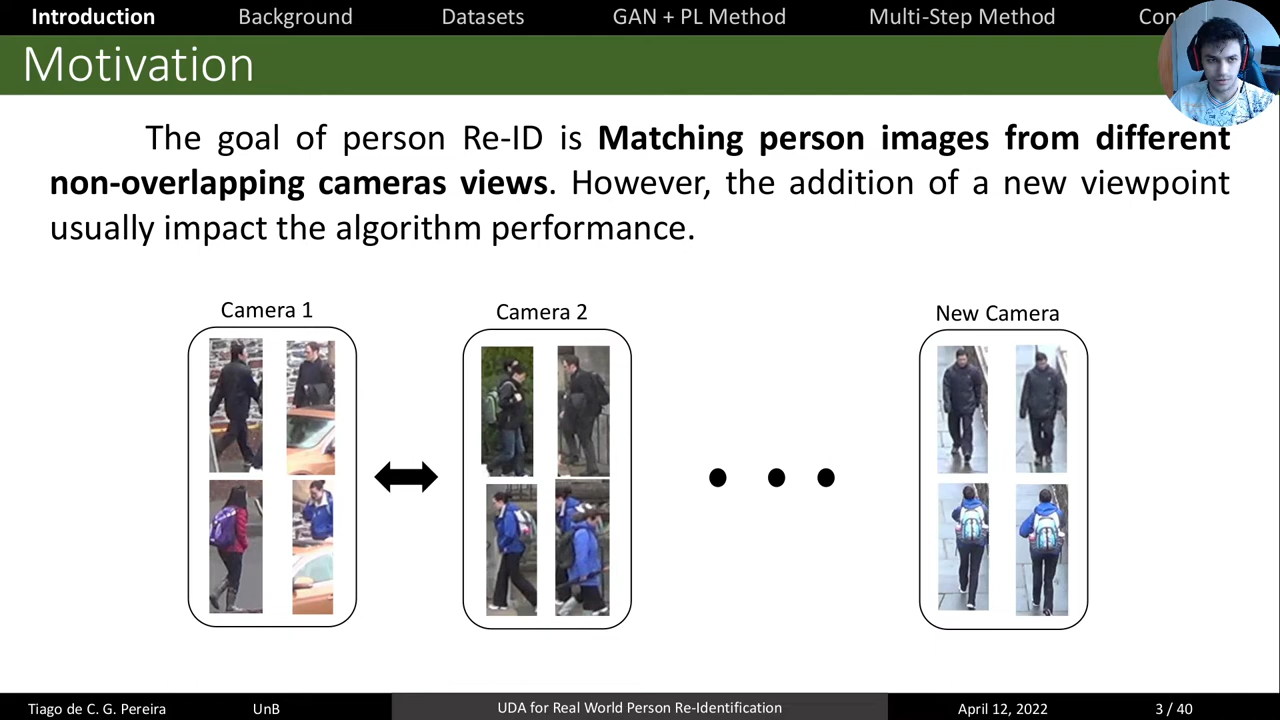 Introduction Background Datasets GAN + PL Method Multi-Step Method
Motivation
The goal of person Re-ID is Matching person images from different
non-overlapping cameras views. However, the addition of a new viewpoint
usually impact the algorithm performance.
Camera 1 Camera 2 New Camera
Tiago de C. G. Pereira UnB UDA for Real World Person Re-Identification April 12, 2022 3 / 40